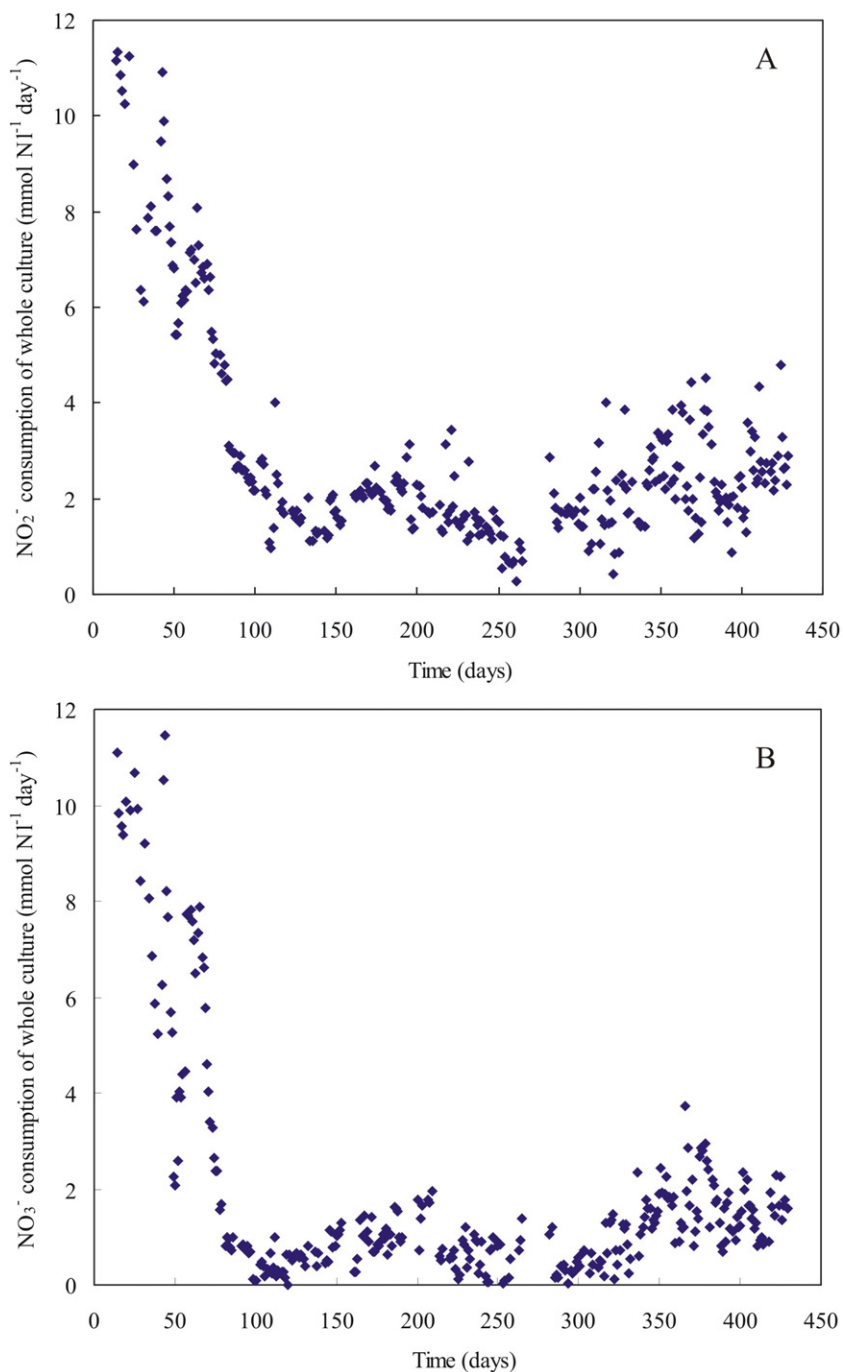 A
12
10
8
6
4
2
0
NO₂⁻ consumption of whole culture (mmol N l⁻¹ day⁻¹)
0 50 100 150 200 250 300 350 400 450
Time (days)
B
12
10
8
6
4
2
0
NO₃⁻ consumption of whole culture (mmol N l⁻¹ day⁻¹)
0 50 100 150 200 250 300 350 400 450
Time (days)